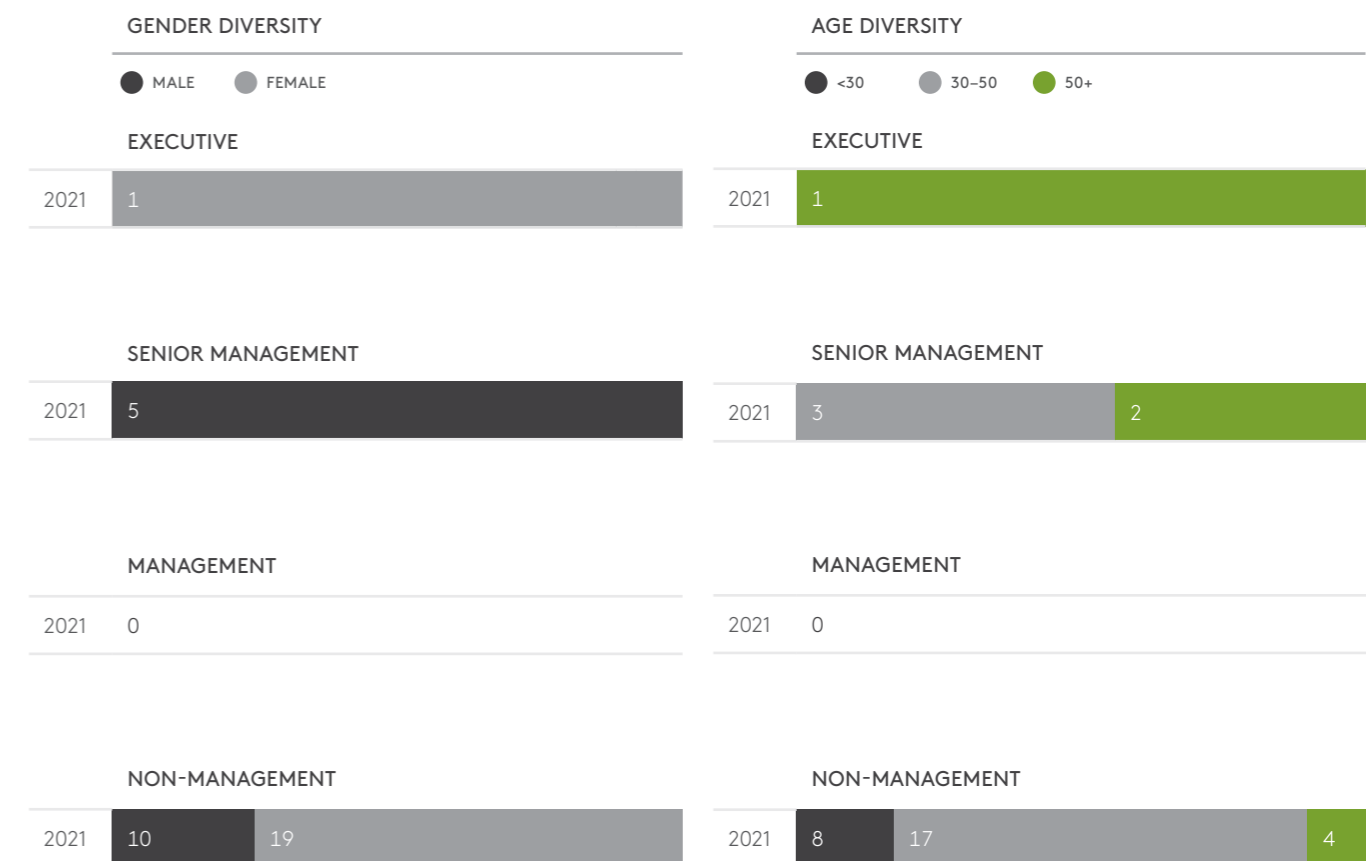 GENDER DIVERSITY
MALE FEMALE
EXECUTIVE
2021 1
SENIOR MANAGEMENT
2021 5
MANAGEMENT
2021 0
NON-MANAGEMENT
2021 10 19
AGE DIVERSITY
<30 30–50 50+
EXECUTIVE
2021 1
SENIOR MANAGEMENT
2021 3 2
MANAGEMENT
2021 0
NON-MANAGEMENT
2021 8 17 4